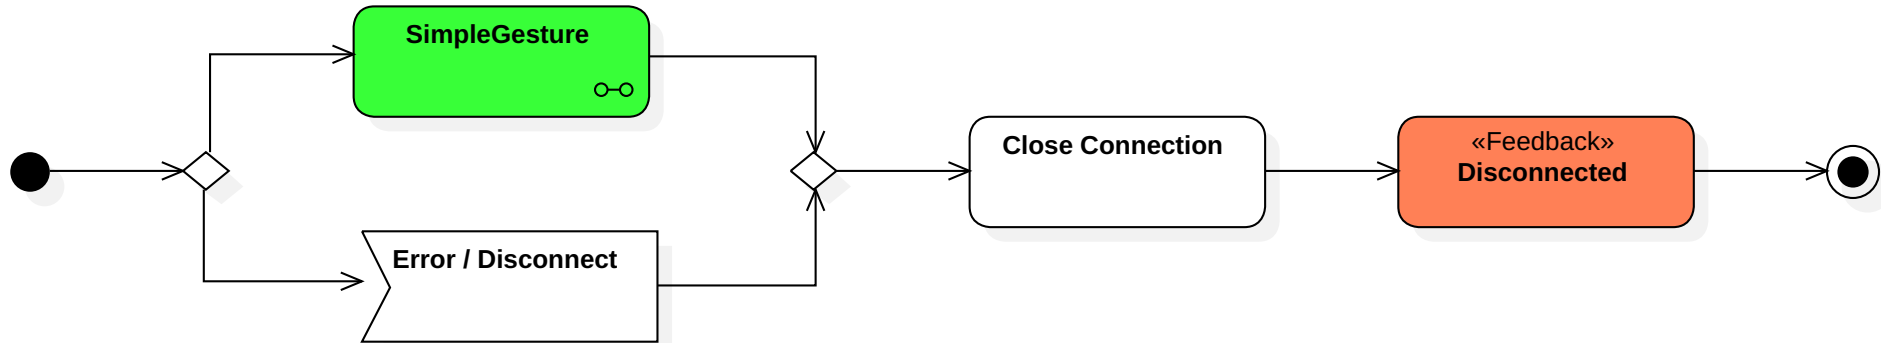 SimpleGesture
Error / Disconnect
Close Connection
«Feedback»
Disconnected